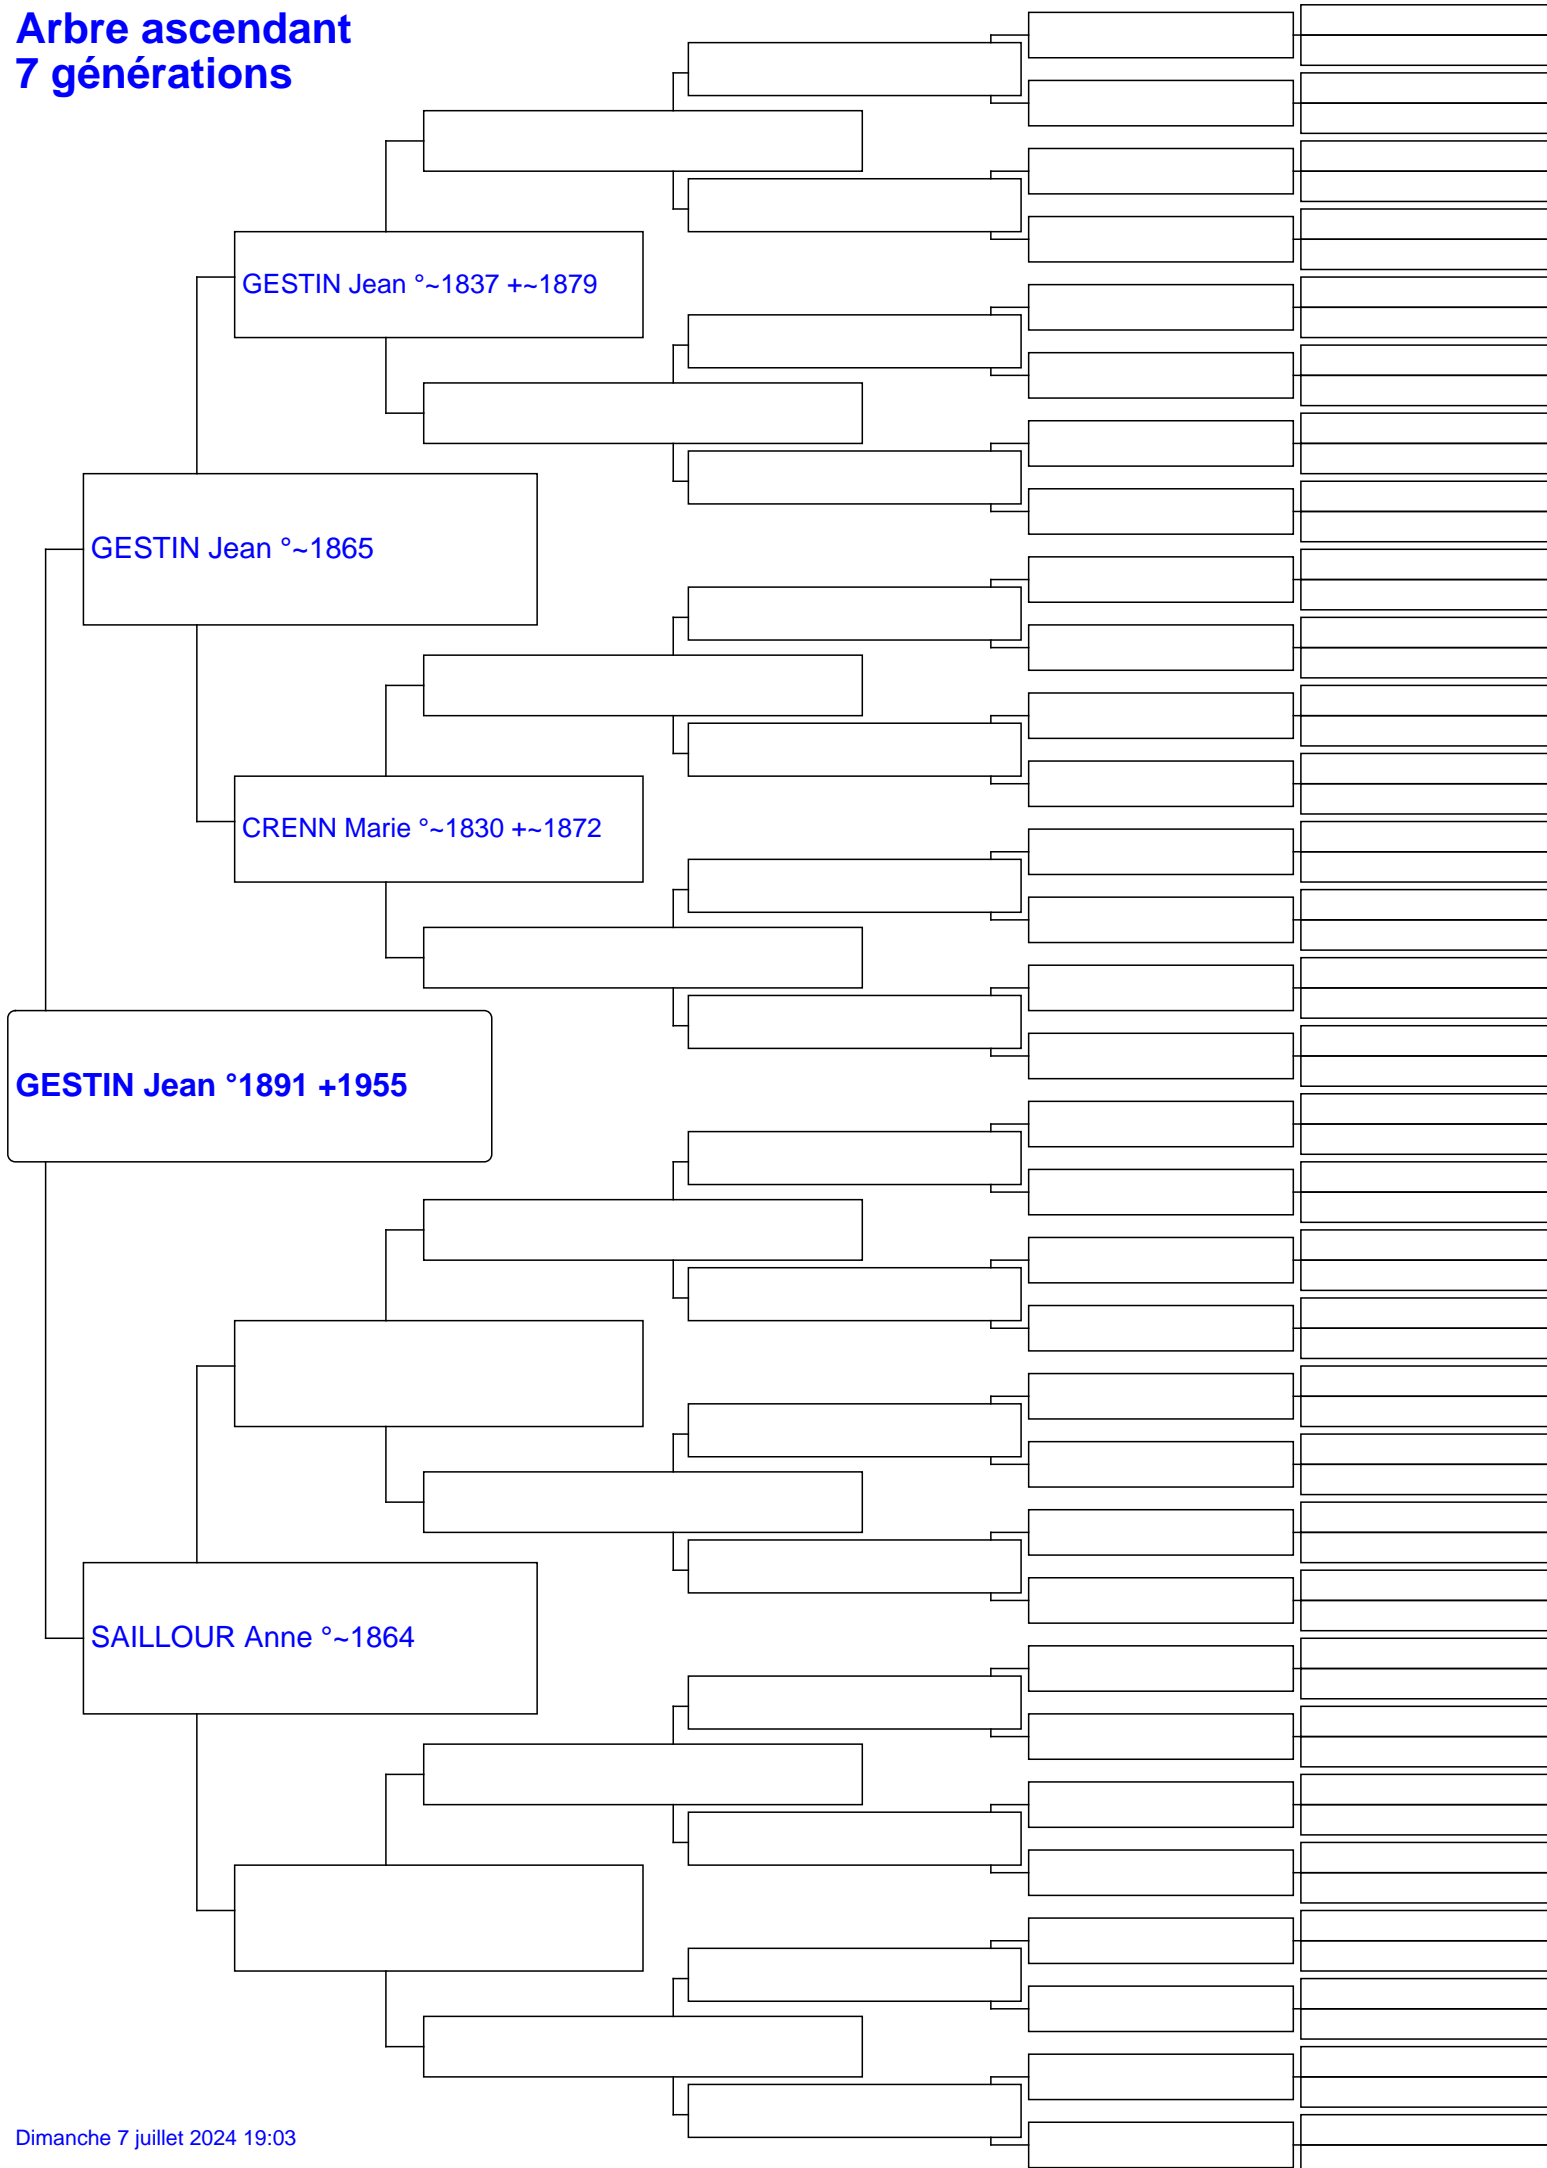 Arbre ascendant
7 générations
GESTIN Jean °~1837 +~1879
GESTIN Jean °~1865
CRENN Marie °~1830 +~1872
GESTIN Jean °1891 +1955
SAILLOUR Anne °~1864
Dimanche 7 juillet 2024 19:03